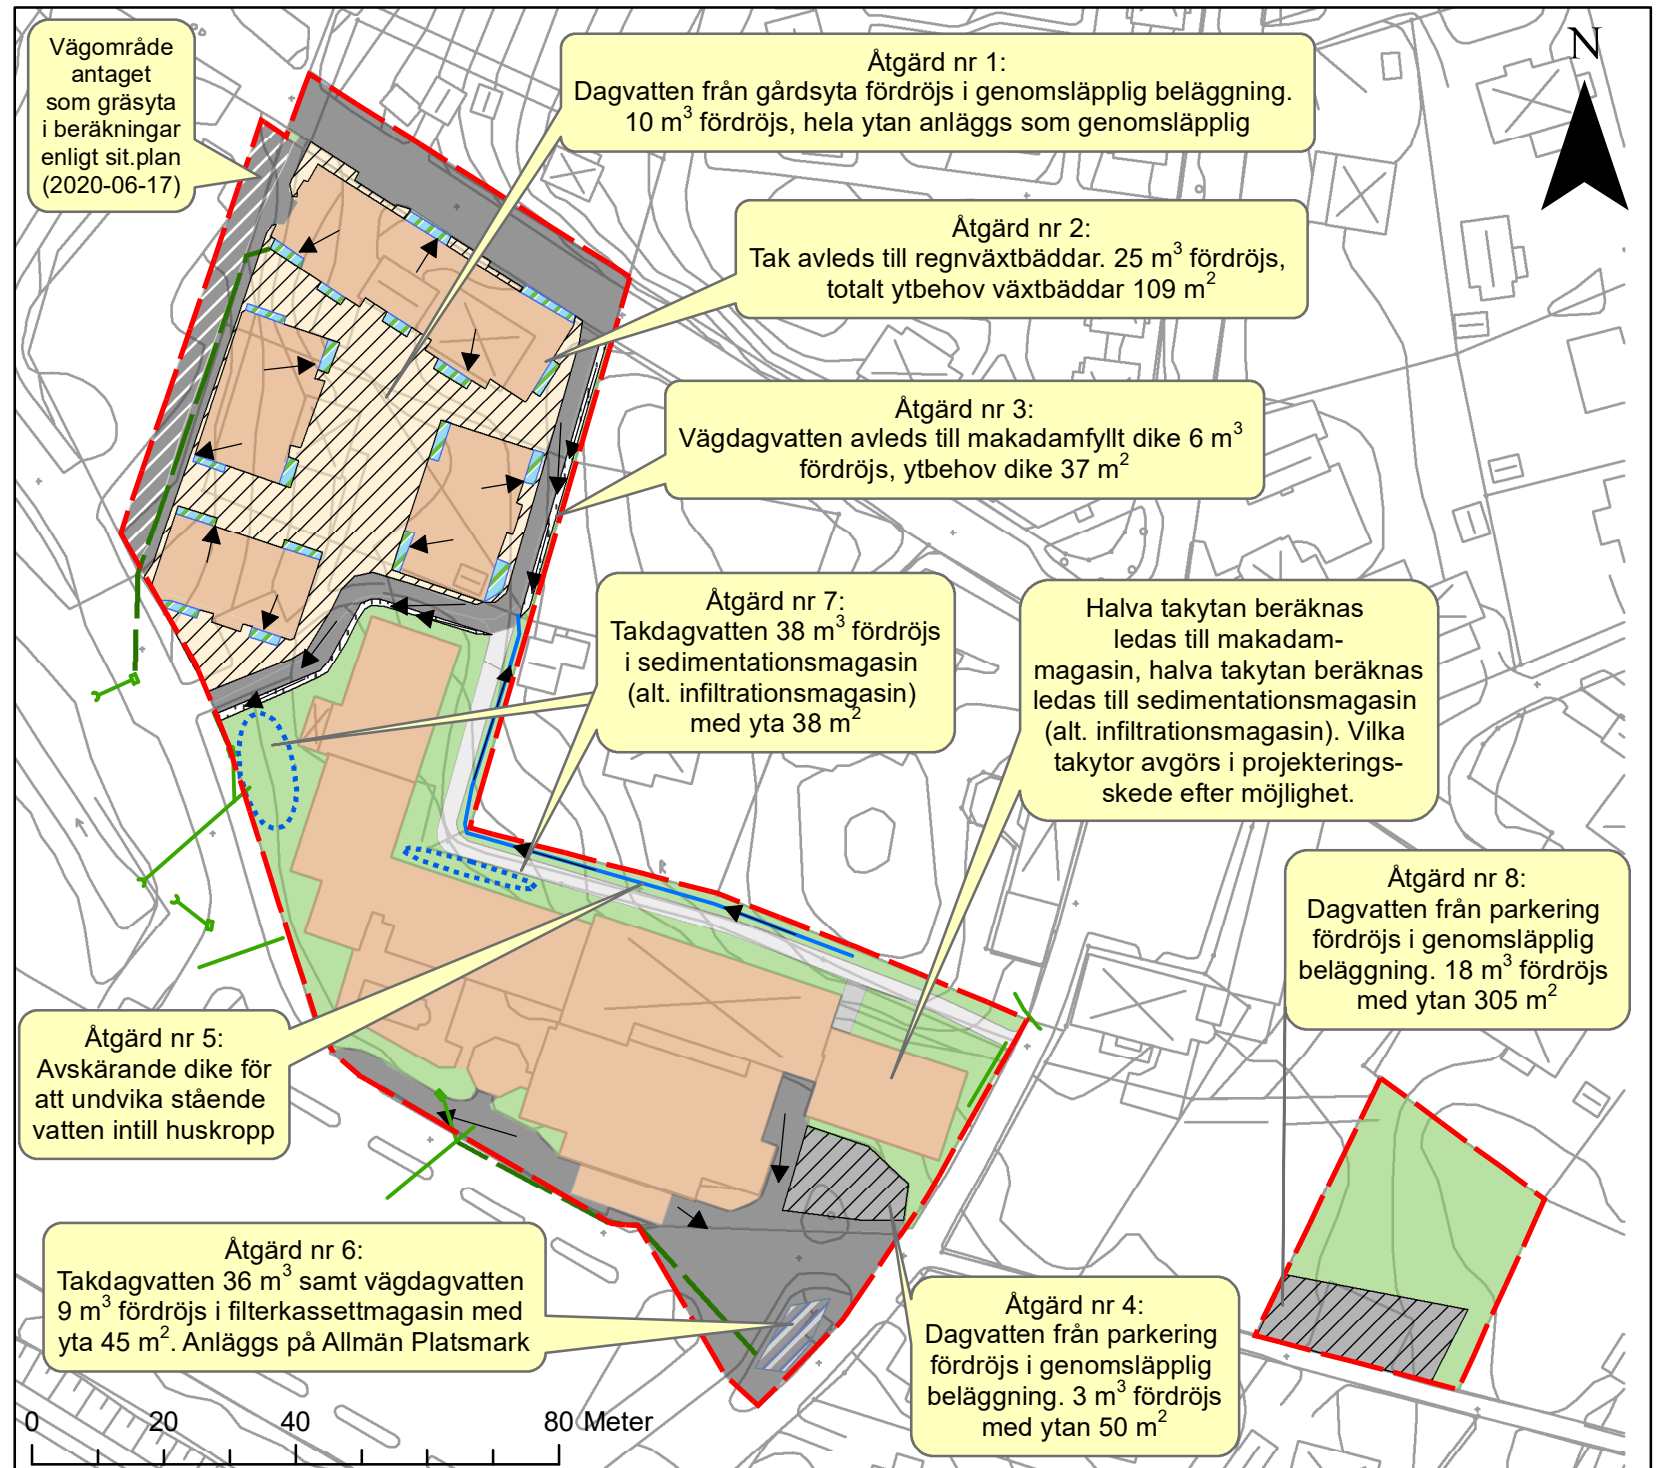 Vägområde
antaget
som gräsyta
i beräkningar
enligt sit.plan
(2020-06-17)
Åtgärd nr 1:
Dagvatten från gårdsyta fördröjs i genomsläpplig beläggning.
10 m³ fördröjs, hela ytan anläggs som genomsläpplig
N
Åtgärd nr 2:
Tak avleds till regnväxtbäddar. 25 m³ fördröjs,
totalt ytbehov växtbäddar 109 m²
Åtgärd nr 3:
Vägdagvatten avleds till makadamfyllt dike 6 m³
fördröjs, ytbehov dike 37 m²
Åtgärd nr 7:
Takdagvatten 38 m³ fördröjs
i sedimentationsmagasin
(alt. infiltrationsmagasin)
med yta 38 m²
Halva takytan beräknas
ledas till makadam-
magasin, halva takytan beräknas
ledas till sedimentationsmagasin
(alt. infiltrationsmagasin). Vilka
takytor avgörs i projekterings-
skede efter möjlighet.
Åtgärd nr 8:
Dagvatten från parkering
fördröjs i genomsläpplig
beläggning. 18 m³ fördröjs
med ytan 305 m²
Åtgärd nr 5:
Avskärande dike för
att undvika stående
vatten intill huskropp
Åtgärd nr 6:
Takdagvatten 36 m³ samt vägdagvatten
9 m³ fördröjs i filterkassettmagasin med
yta 45 m². Anläggs på Allmän Platsmark
Åtgärd nr 4:
Dagvatten från parkering
fördröjs i genomsläpplig
beläggning. 3 m³ fördröjs
med ytan 50 m²
0 20 40 80 Meter